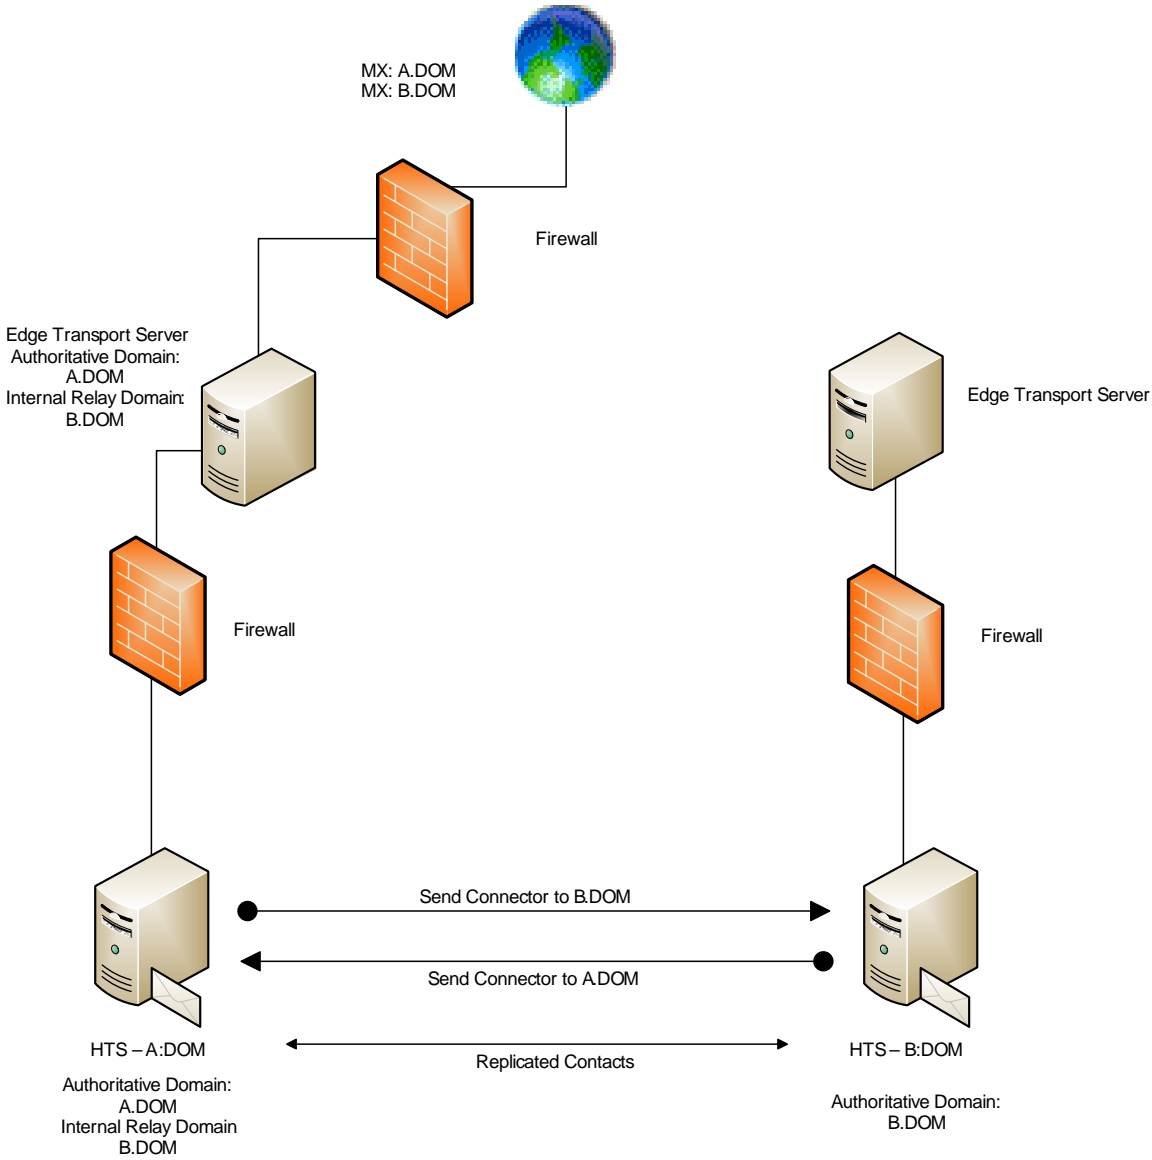 MX: A.DOM
MX: B.DOM
Firewall
Edge Transport Server
Authoritative Domain:
A.DOM
Internal Relay Domain:
B.DOM
Edge Transport Server
Firewall
Firewall
Send Connector to B.DOM
Send Connector to A.DOM
Replicated Contacts
HTS – A:DOM
Authoritative Domain:
A.DOM
Internal Relay Domain
B.DOM
HTS – B:DOM
Authoritative Domain:
B.DOM